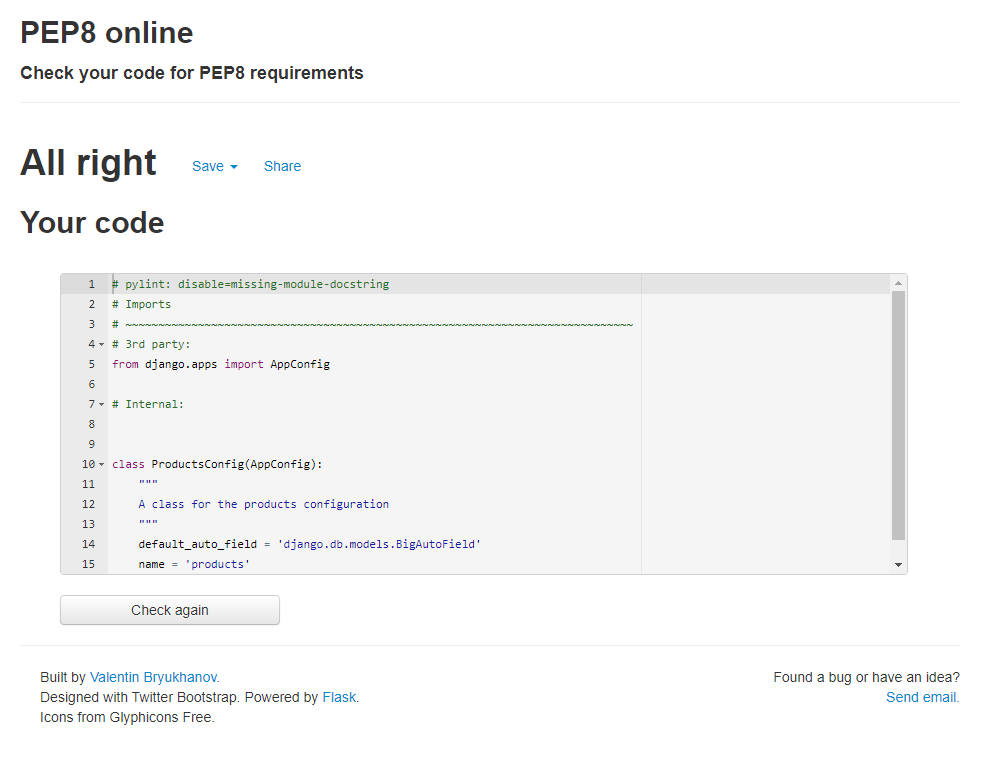 PEP8 online
Check your code for PEP8 requirements
All right Save Share
Your code
1 # pylint: disable=missing-module-docstring
2 # Imports
3 # ~~~~~~~~~~~~~~~~~~~~~~~~~~~~~~~~~~~~~~~~~~~~~~~~~~~~~~~~~~~~~~~~~~~~~~~~~~~~~
4 # 3rd party:
5 from django.apps import AppConfig
6
7 # Internal:
8
9
10 class ProductsConfig(AppConfig):
11     """
12     A class for the products configuration
13     """
14     default_auto_field = 'django.db.models.BigAutoField'
15     name = 'products'
Check again
Built by Valentin Bryukhanov. Found a bug or have an idea?
Designed with Twitter Bootstrap. Powered by Flask. Send email.
Icons from Glyphicons Free.